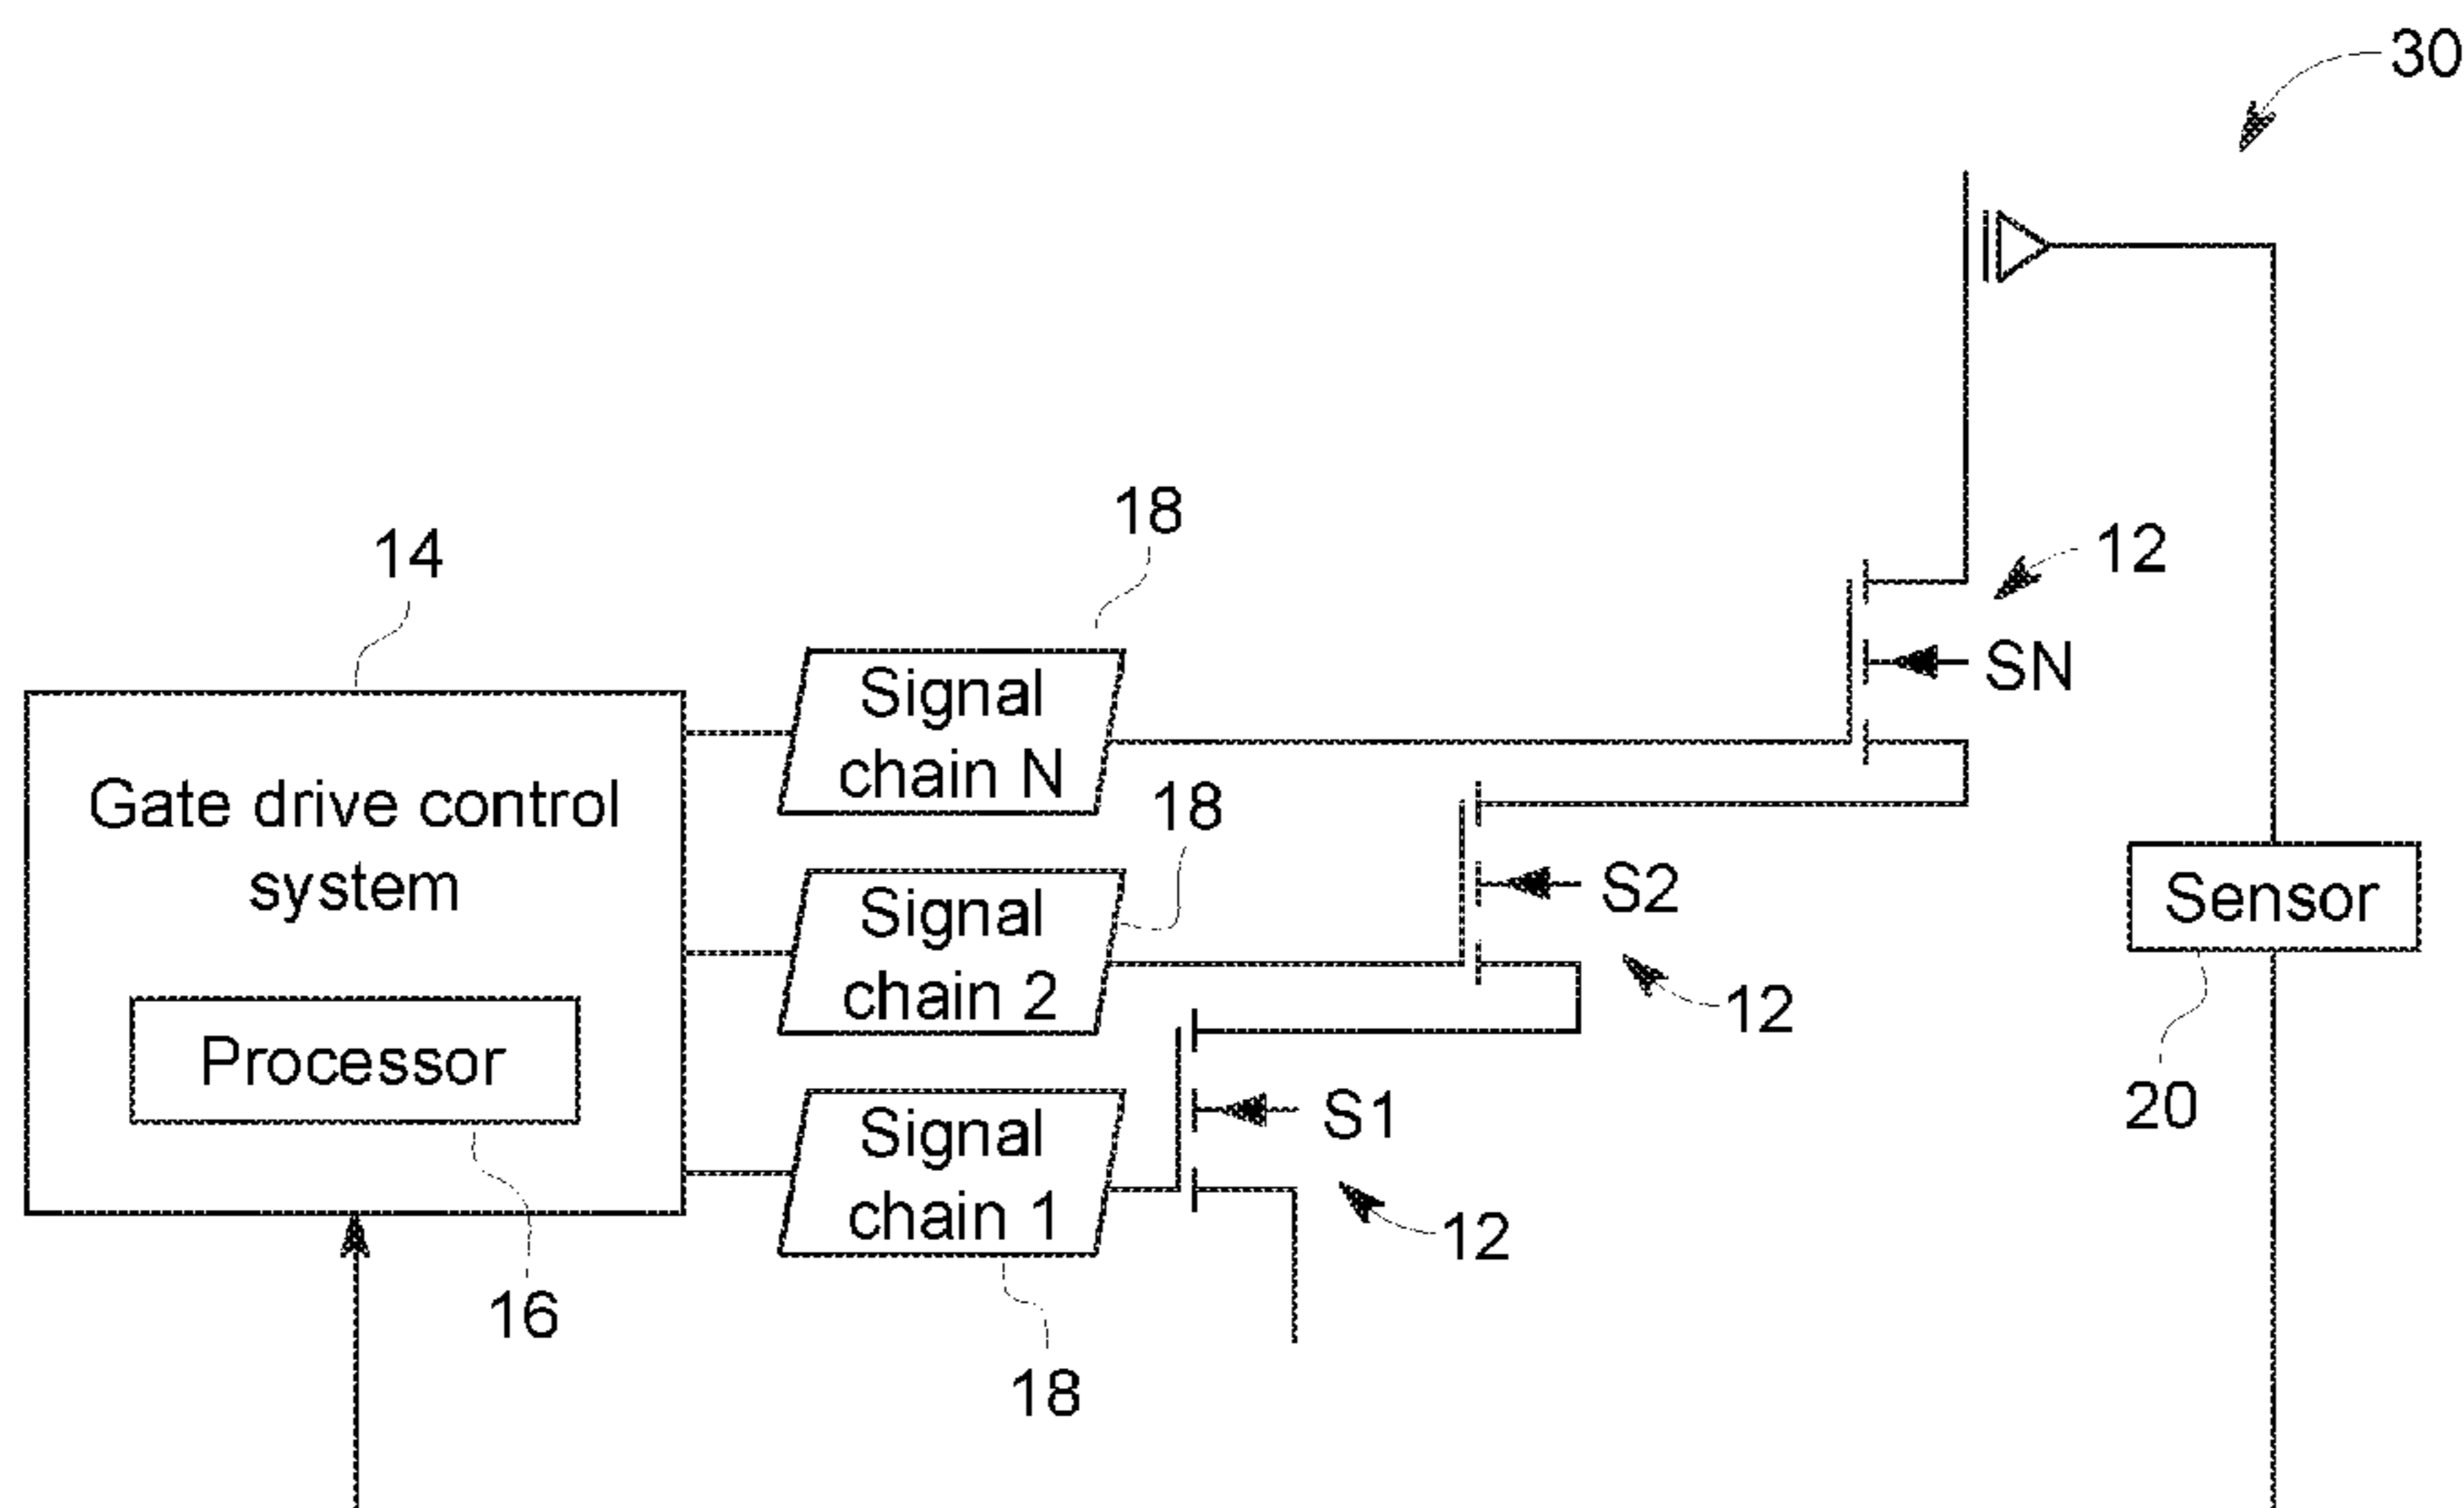 30
18
14
12
Signal
chain N
SN
Gate drive control
system
18
Signal
chain 2
S2
Sensor
12
Processor
Signal
chain 1
S1
20
12
16
18